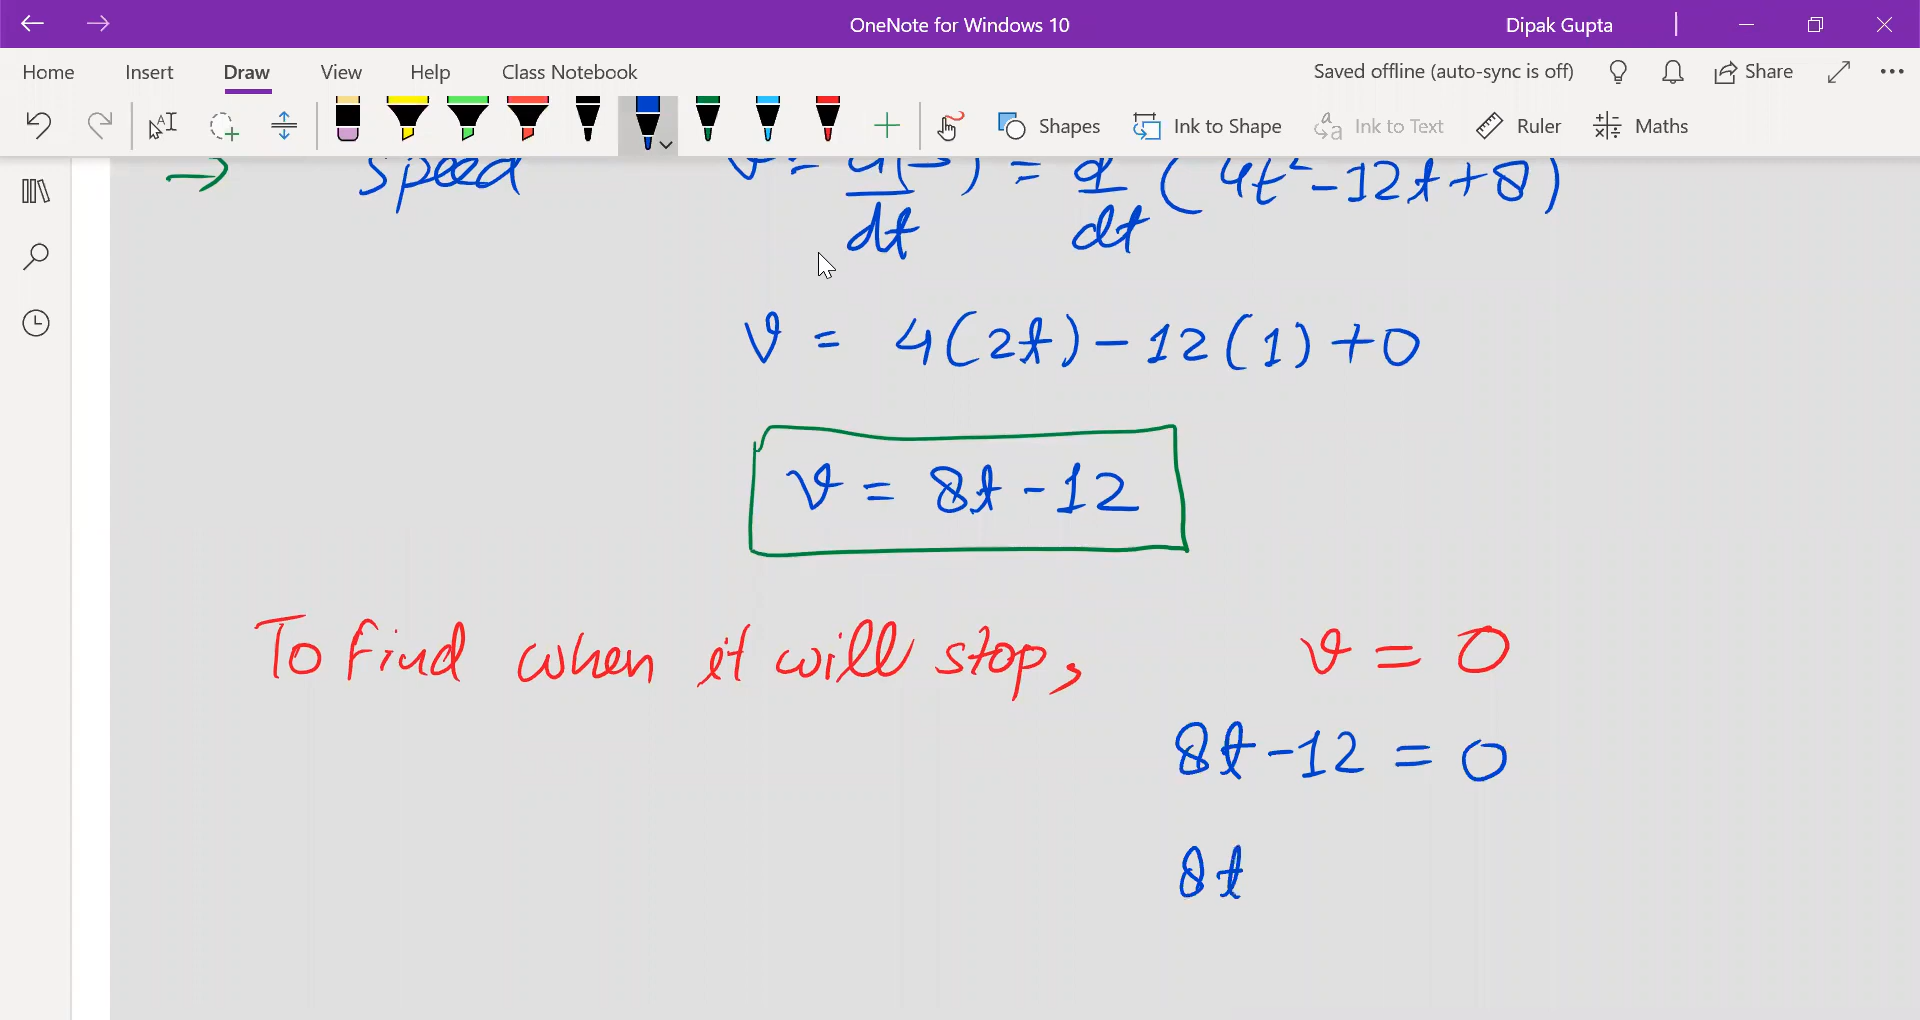 OneNote for Windows 10 Dipak Gupta
Home Insert Draw View Help Class Notebook Saved offline (auto-sync is off) Share
Shapes Ink to Shape Ink to Text Ruler Maths
→ Speed v = d(s)/dt = d/dt (4t² - 12t + 8)
v = 4(2t) - 12(1) + 0
v = 8t - 12
To find when it will stop, v = 0
8t - 12 = 0
8t